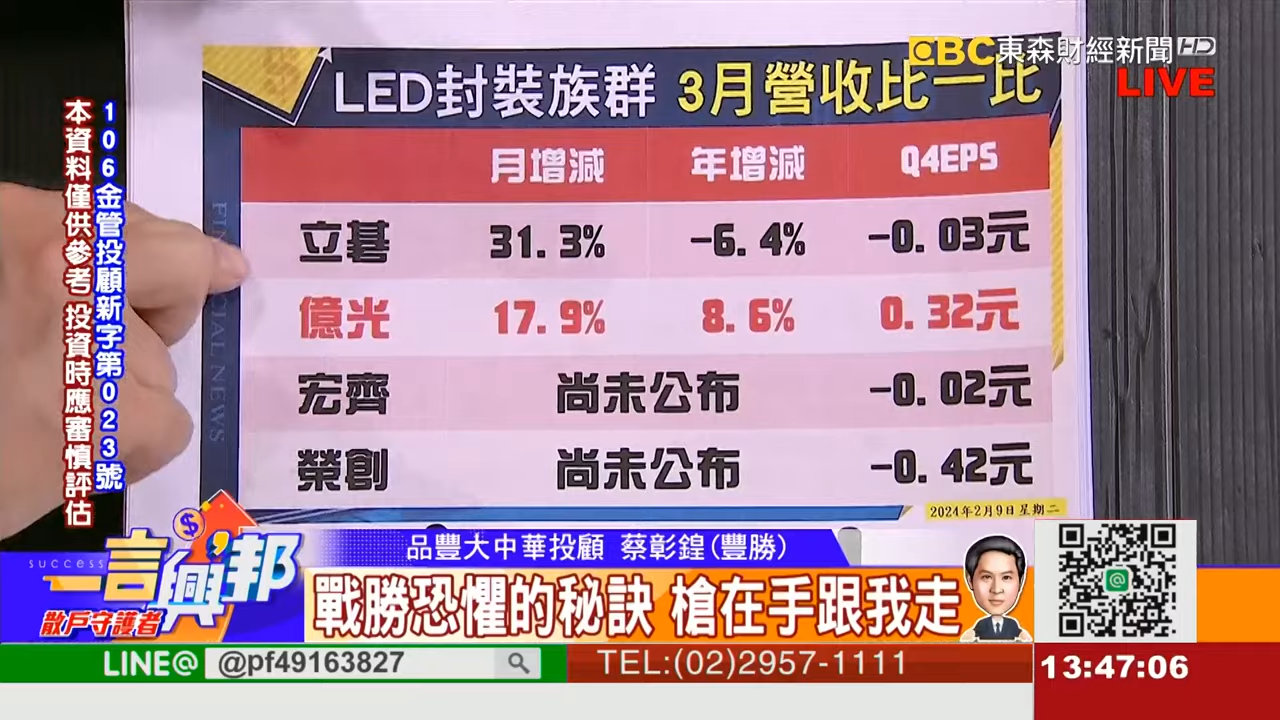 EBC東森財經新聞HD
LIVE
LED封裝族群 3月營收比一比
月增減 年增減 Q4EPS
立碁 31.3% -6.4% -0.03元
億光 17.9% 8.6% 0.32元
宏齊 尚未公布 -0.02元
榮創 尚未公布 -0.42元
FINANCIAL NEWS
2024年2月9日星期二
106金管投顧新字第023號
本資料僅供參考 投資時應審慎評估
success
一言興邦
$
散戶守護者
品豐大中華投顧 蔡彰鍠(豐勝)
戰勝恐懼的秘訣 槍在手跟我走
LINE@ @pf49163827
TEL:(02)2957-1111
13:47:06